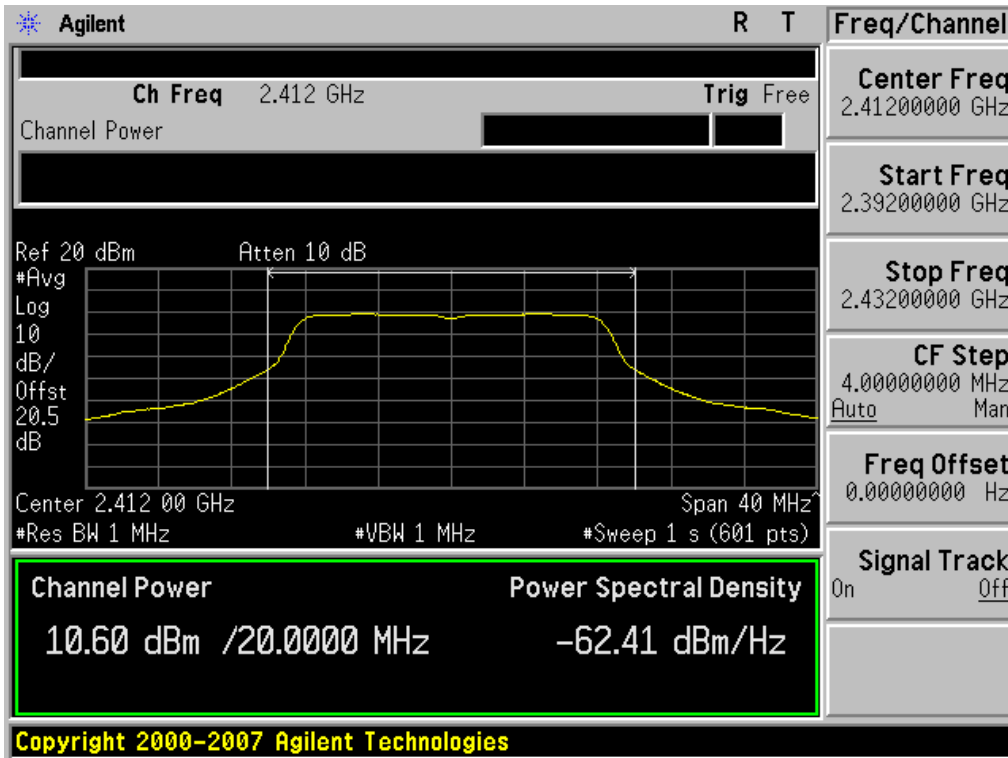 Agilent R T Freq/Channel
Ch Freq 2.412 GHz Trig Free
Channel Power
Center Freq
2.41200000 GHz
Start Freq
2.39200000 GHz
Stop Freq
2.43200000 GHz
CF Step
4.00000000 MHz
Auto Man
Freq Offset
0.00000000 Hz
Signal Track
On Off
Ref 20 dBm Atten 10 dB
#Avg
Log
10
dB/
Offst
20.5
dB
Center 2.412 00 GHz Span 40 MHz^
#Res BW 1 MHz #VBW 1 MHz #Sweep 1 s (601 pts)
Channel Power Power Spectral Density
10.60 dBm /20.0000 MHz -62.41 dBm/Hz
Copyright 2000-2007 Agilent Technologies